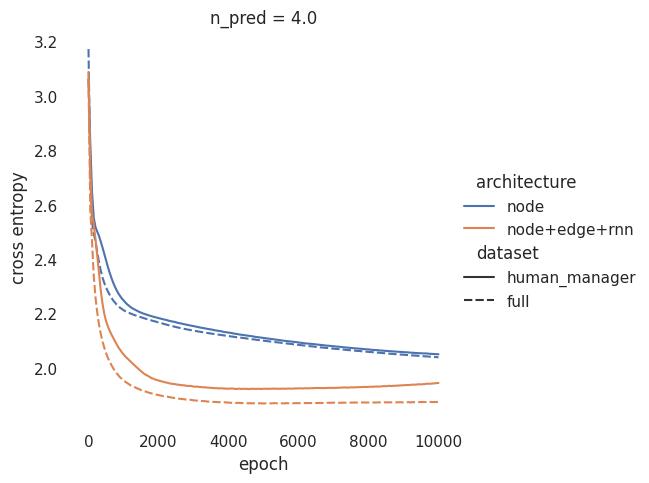 n_pred = 4.0
3.2
3.0
2.8
2.6
2.4
2.2
2.0
cross entropy
0
2000
4000
6000
8000
10000
epoch
architecture
node
node+edge+rnn
dataset
human_manager
full